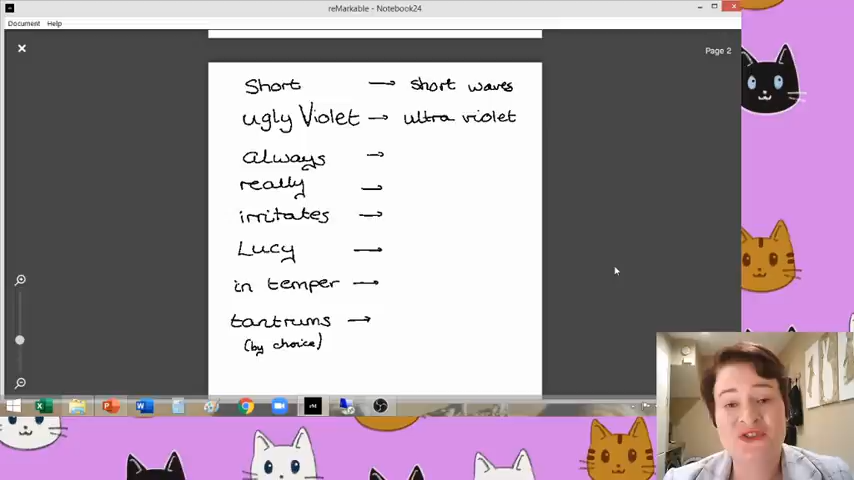 reMarkable - Notebook24
Document Help
Page 2
Short → short waves
ugly Violet → ultra violet
always →
really →
irritates →
Lucy →
in temper →
tantrums →
(by choice)